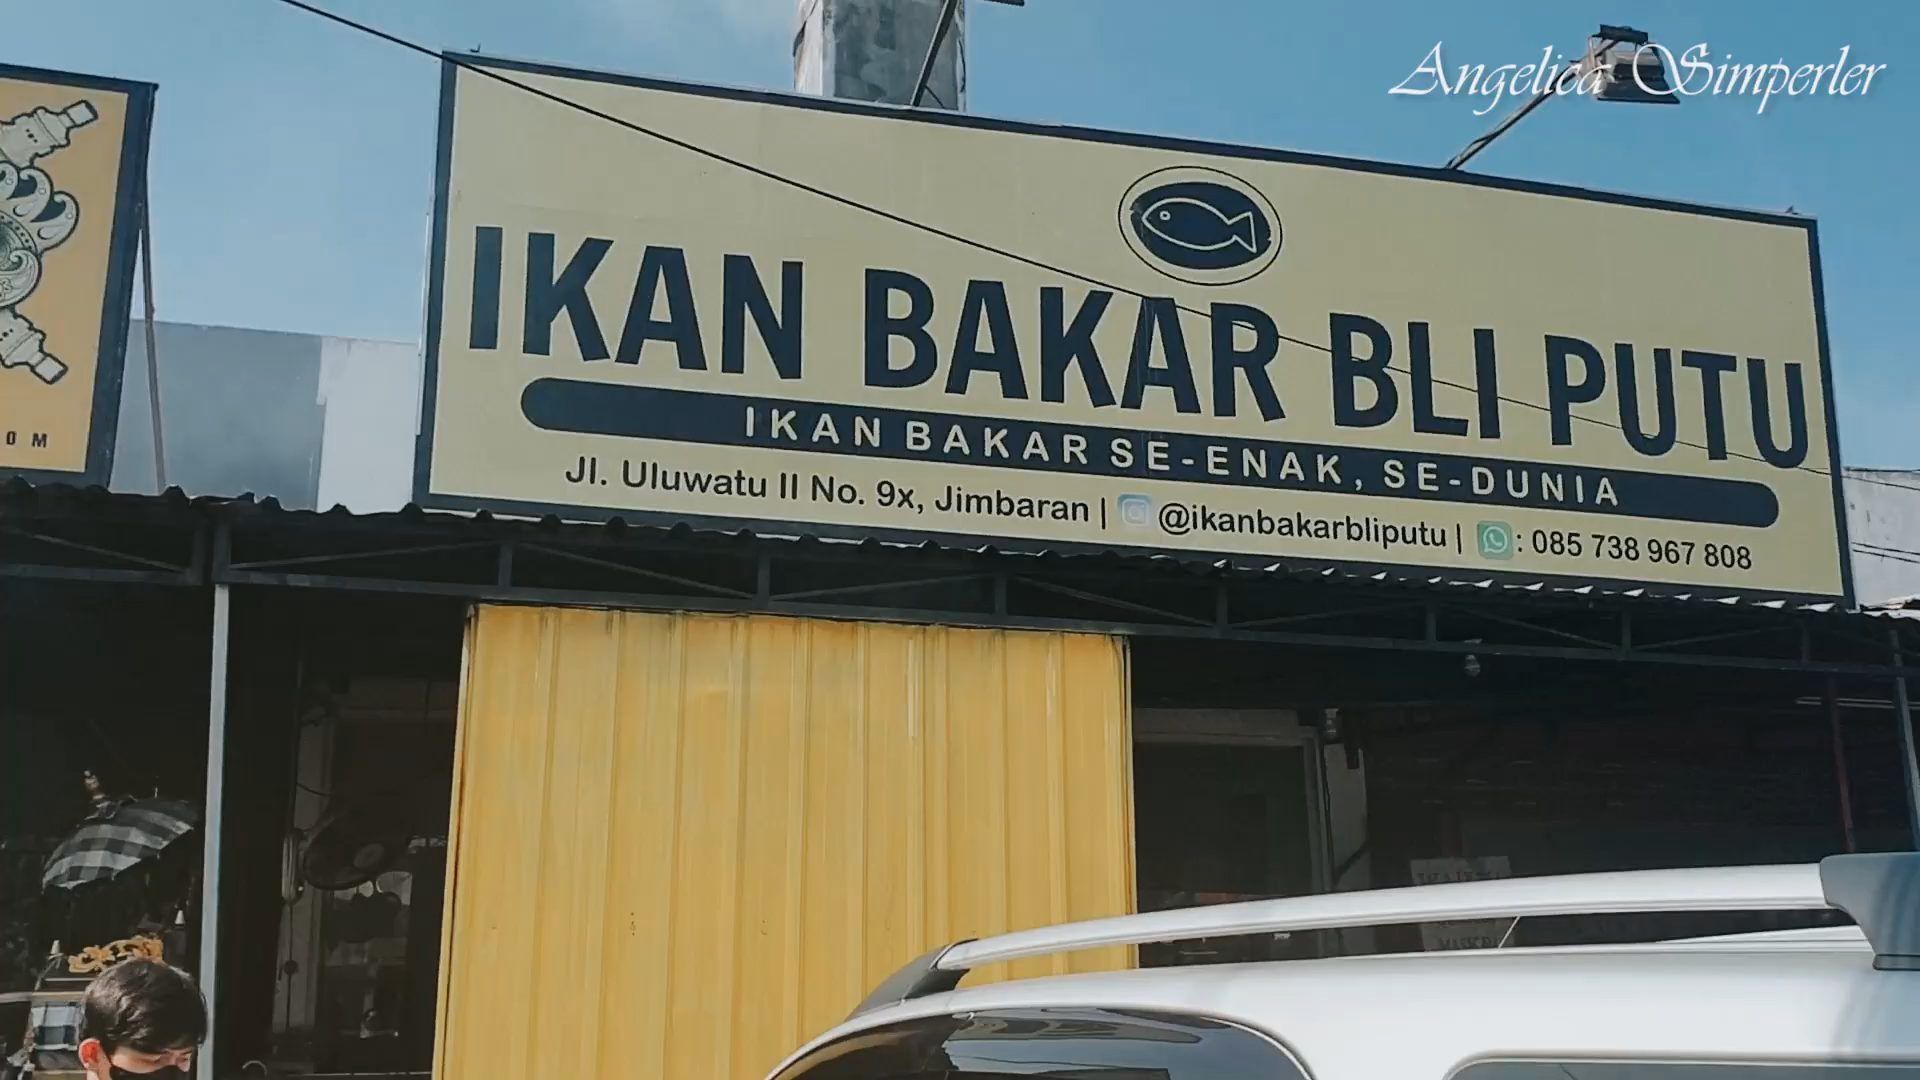 Angelica Simperler
IKAN BAKAR BLI PUTU
IKAN BAKAR SE-ENAK, SE-DUNIA
Jl. Uluwatu II No. 9x, Jimbaran | @ikanbakarbliputu | : 085 738 967 808
OM